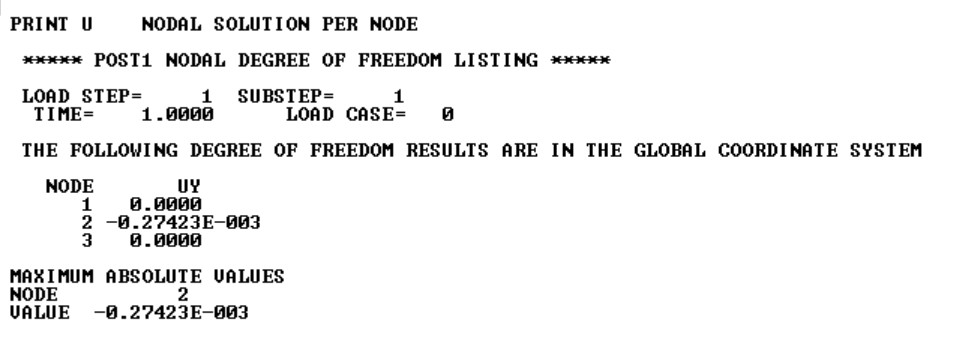 PRINT U    NODAL SOLUTION PER NODE
***** POST1 NODAL DEGREE OF FREEDOM LISTING *****
LOAD STEP=     1  SUBSTEP=     1
TIME=    1.0000      LOAD CASE=   0
THE FOLLOWING DEGREE OF FREEDOM RESULTS ARE IN THE GLOBAL COORDINATE SYSTEM
NODE       UY
1   0.0000
2 -0.27423E-003
3   0.0000
MAXIMUM ABSOLUTE VALUES
NODE          2
VALUE  -0.27423E-003